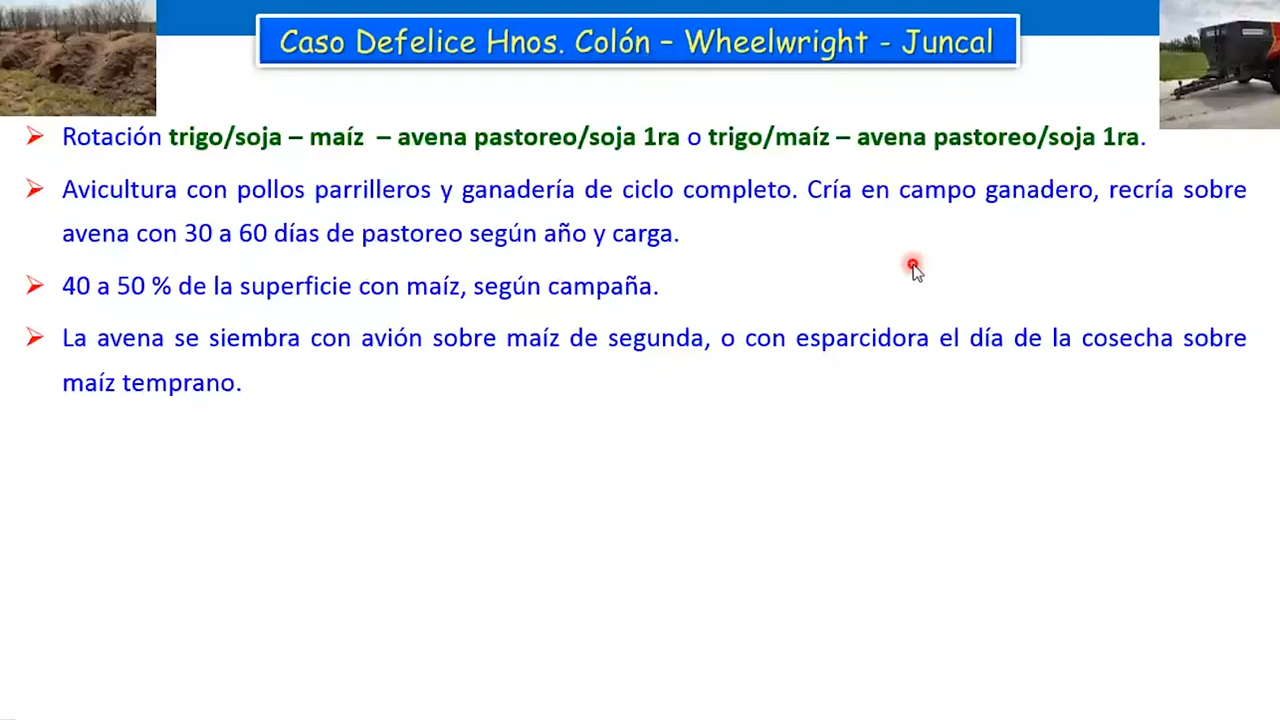 Caso Defelice Hnos. Colón – Wheelwright - Juncal
Rotación trigo/soja – maíz – avena pastoreo/soja 1ra o trigo/maíz – avena pastoreo/soja 1ra.
Avicultura con pollos parrilleros y ganadería de ciclo completo. Cría en campo ganadero, recría sobre
avena con 30 a 60 días de pastoreo según año y carga.
40 a 50 % de la superficie con maíz, según campaña.
La avena se siembra con avión sobre maíz de segunda, o con esparcidora el día de la cosecha sobre
maíz temprano.